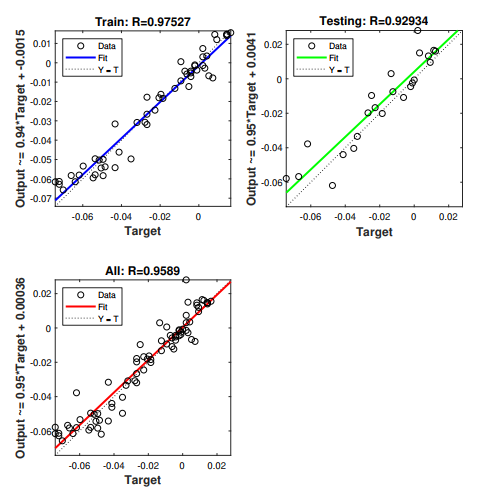 Train: R=0.97527
Output ~= 0.94*Target + -0.0015
0.01
0
-0.01
-0.02
-0.03
-0.04
-0.05
-0.06
-0.07
Data
Fit
Y = T
-0.06 -0.04 -0.02 0
Target
Testing: R=0.92934
Output ~= 0.95*Target + 0.0041
0.02
0
-0.02
-0.04
-0.06
Data
Fit
Y = T
-0.06 -0.04 -0.02 0 0.02
Target
All: R=0.9589
Output ~= 0.95*Target + 0.00036
0.02
0
-0.02
-0.04
-0.06
Data
Fit
Y = T
-0.06 -0.04 -0.02 0 0.02
Target